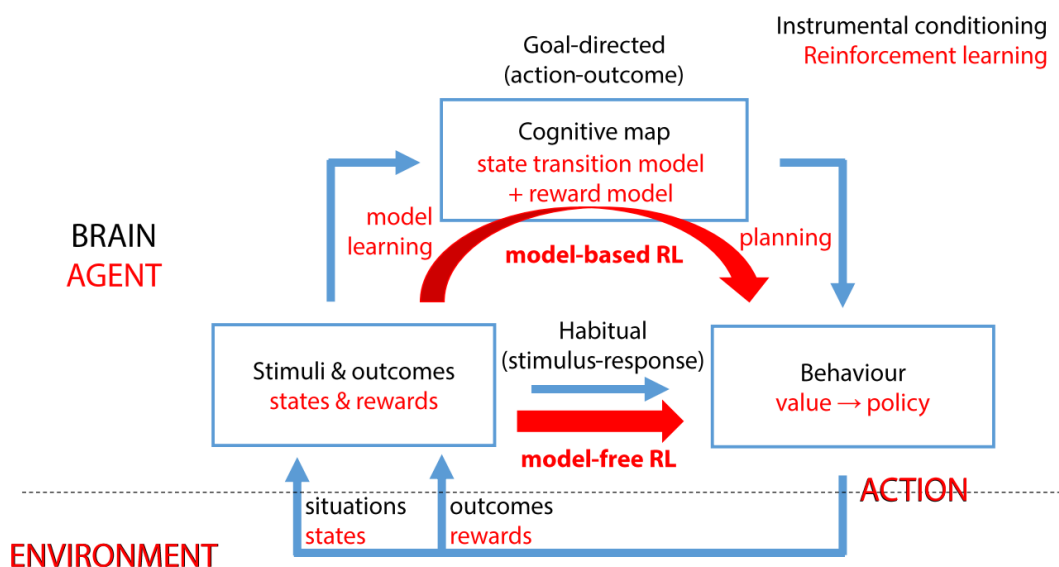 Instrumental conditioning
Reinforcement learning
Goal-directed
(action-outcome)
Cognitive map
state transition model
+ reward model
model
learning
planning
model-based RL
BRAIN
AGENT
Habitual
(stimulus-response)
Stimuli & outcomes
states & rewards
Behaviour
value → policy
model-free RL
ACTION
situations
states
outcomes
rewards
ENVIRONMENT